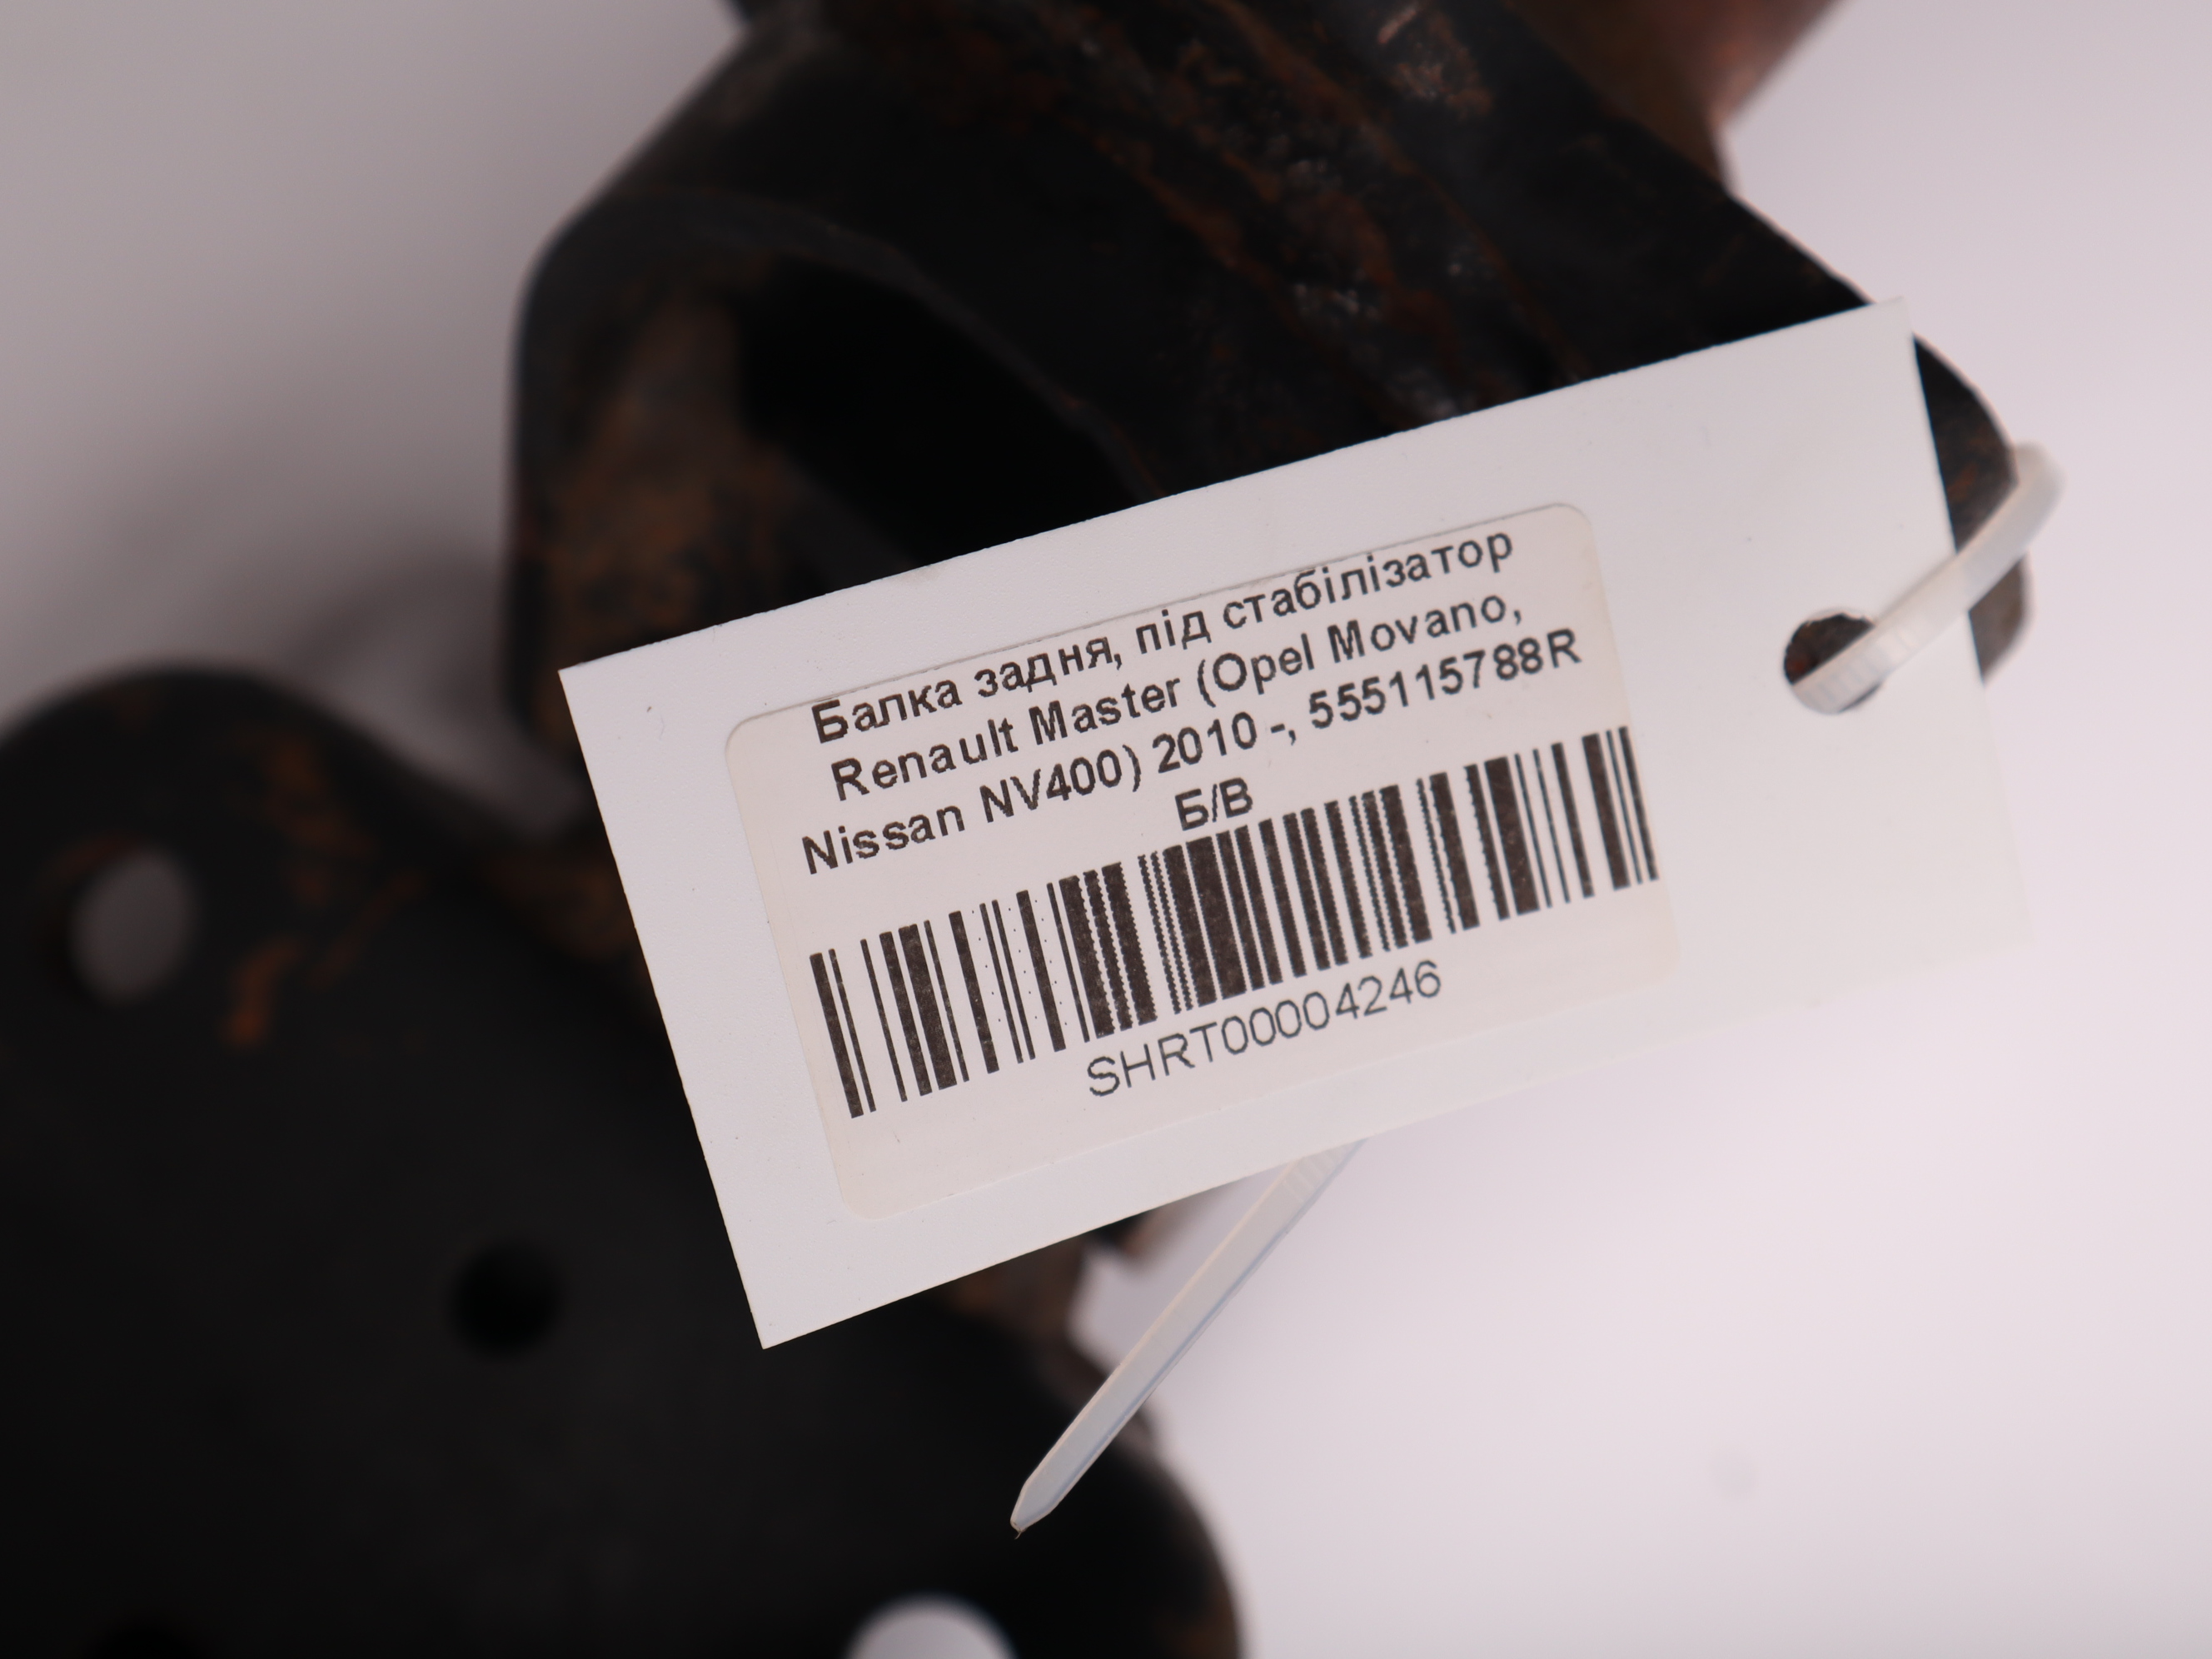 Балка задня, під стабілізатор
Renault Master (Opel Movano,
Nissan NV400) 2010 -, 555115788R
Б/В
SHRT00004246